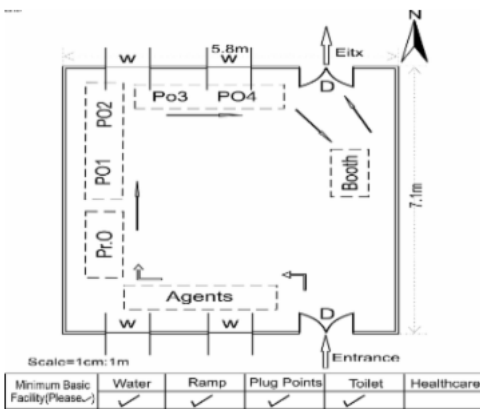 N
5.8m
Eitx
W
W
D
Po3
PO4
PO2
PO1
Booth
7.1m
Pr.O
Agents
D
W
W
Entrance
Scale=1cm:1m
Minimum Basic Facility(Please✓)
Water
Ramp
Plug Points
Toilet
Healthcare
✓
✓
✓
✓